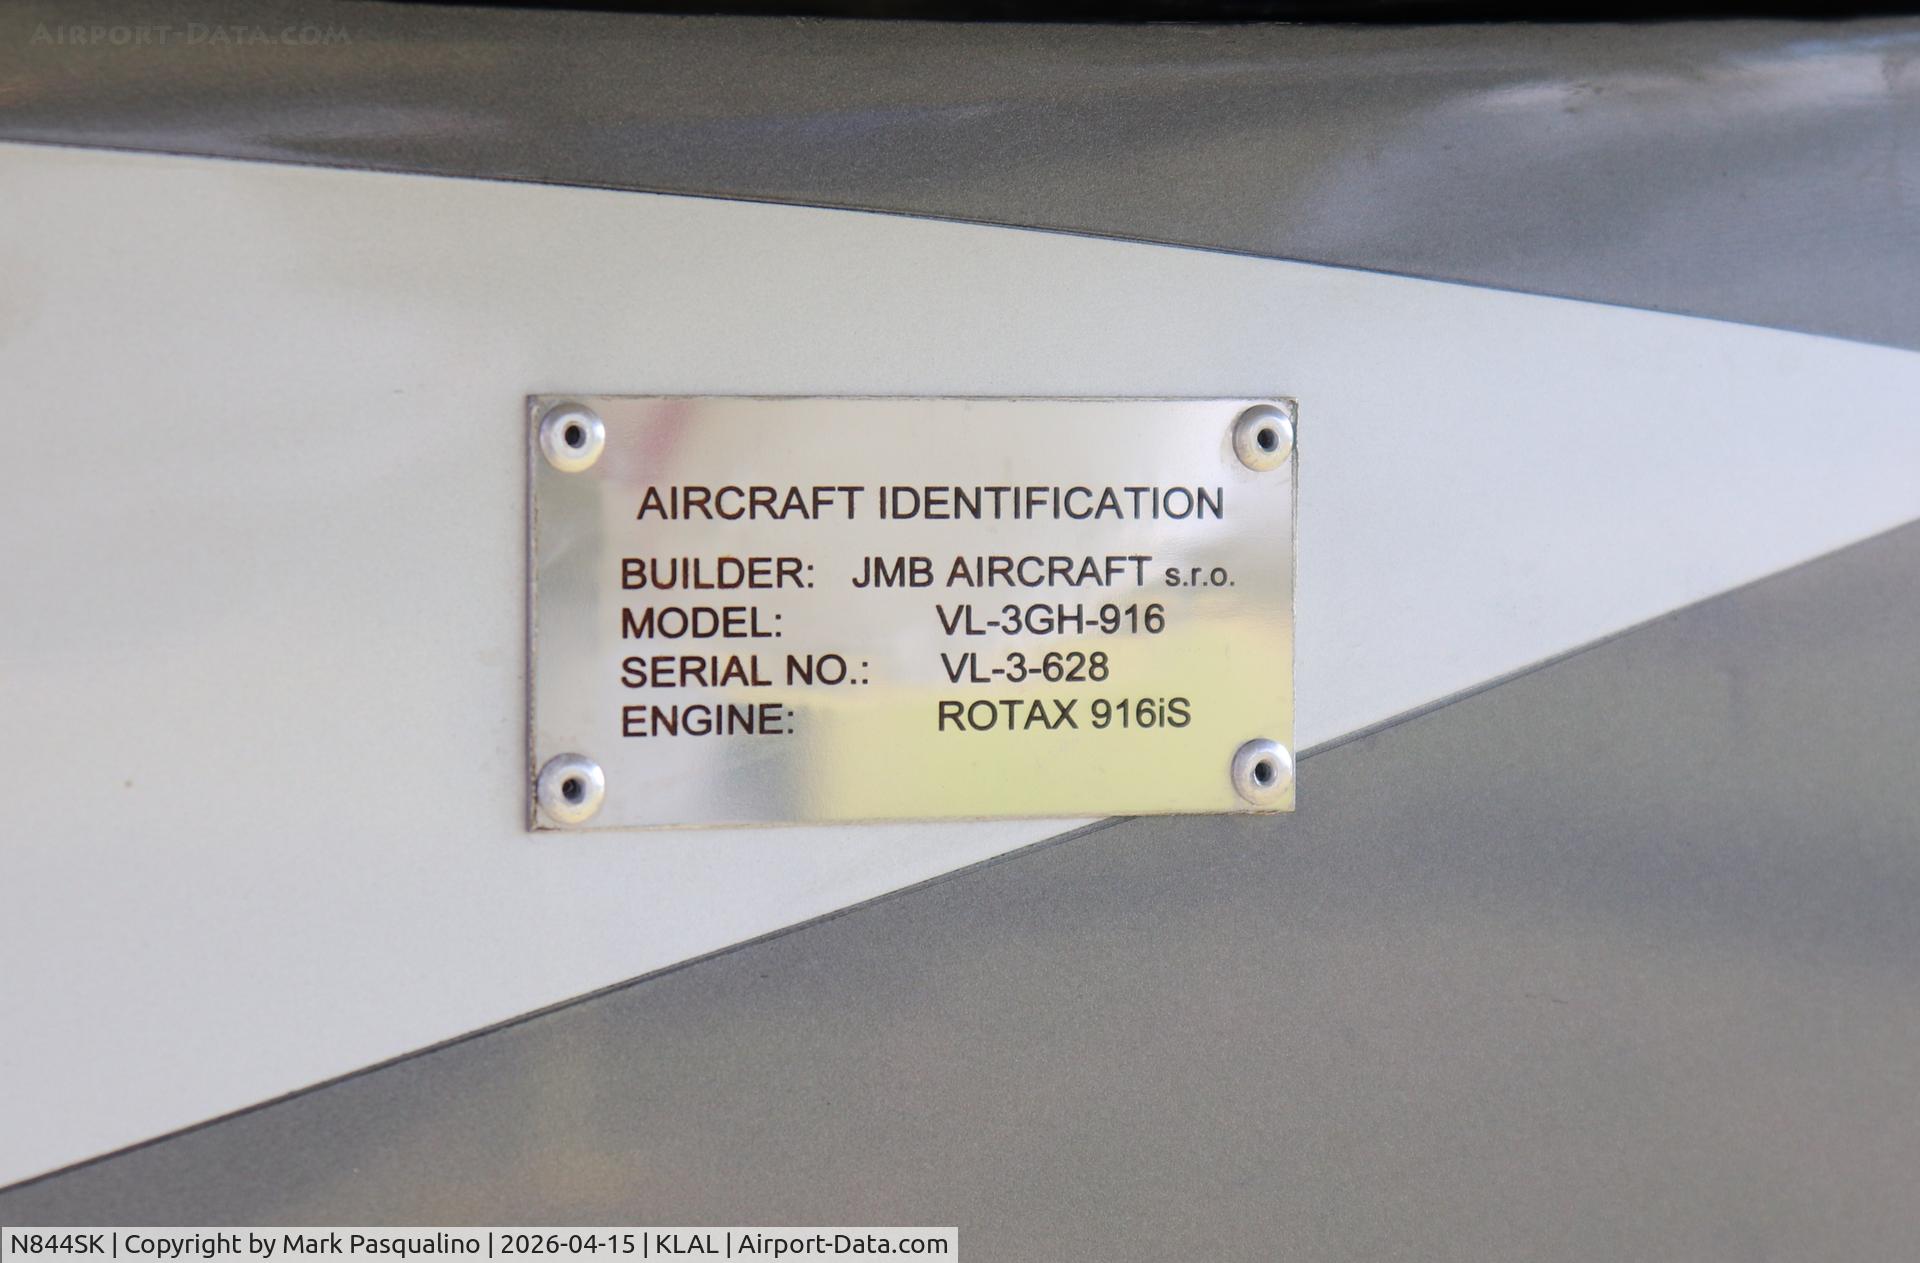 AIRPORT-DATA.COM
AIRCRAFT IDENTIFICATION
BUILDER: JMB AIRCRAFT s.r.o.
MODEL: VL-3GH-916
SERIAL NO.: VL-3-628
ENGINE: ROTAX 916iS
N844SK | Copyright by Mark Pasqualino | 2026-04-15 | KLAL | Airport-Data.com